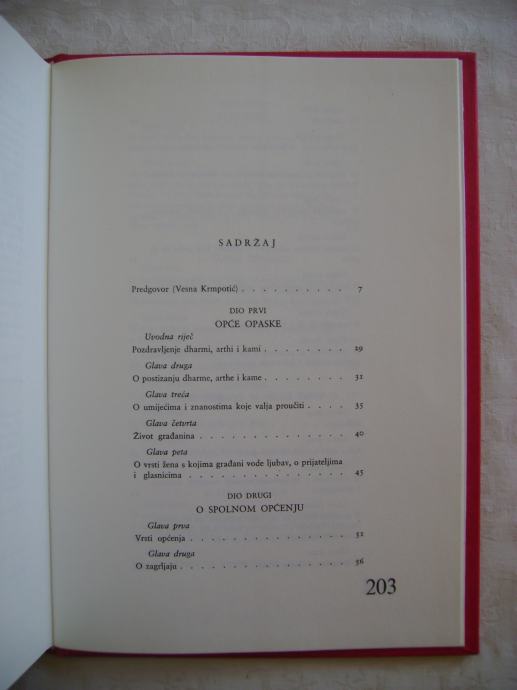 SADRŽAJ
Predgovor (Vesna Krmpotić) . . . . . . . . . . 7
DIO PRVI
OPĆE OPASKE
Uvodna riječ
Pozdravljenje dharmi, arthi i kami . . . . . . . . 29
Glava druga
O postizanju dharme, arthe i kame . . . . . . . . 31
Glava treća
O umijećima i znanostima koje valja proučiti . . . . 35
Glava četvrta
Život građanina . . . . . . . . . . . . . . 40
Glava peta
O vrsti žena s kojima građani vode ljubav, o prijateljima
i glasnicima . . . . . . . . . . . . . . 45
DIO DRUGI
O SPOLNOM OPĆENJU
Glava prva
Vrsti općenja . . . . . . . . . . . . . . 51
Glava druga
O zagrljaju . . . . . . . . . . . . . . . 56
203